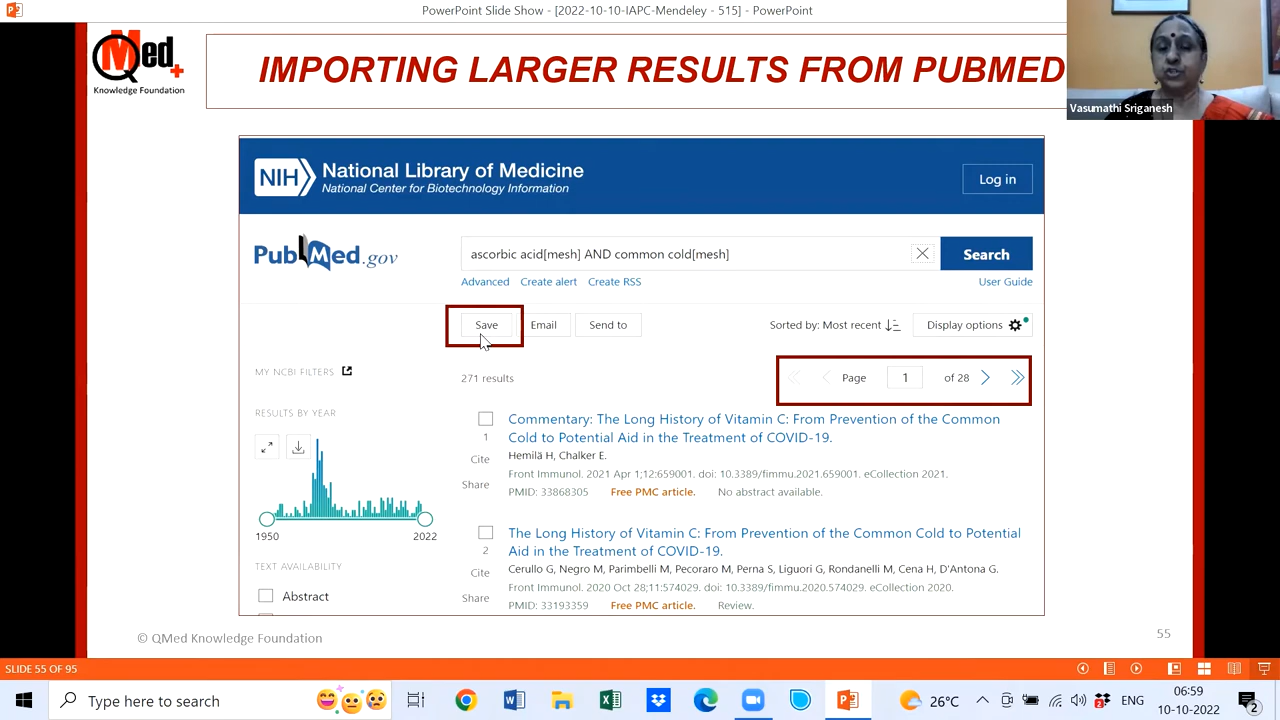 PowerPoint Slide Show - [2022-10-10-IAPC-Mendeley - 515] - PowerPoint
QMed
Knowledge Foundation
IMPORTING LARGER RESULTS FROM PUBMED
Vasumathi Sriganesh
NIH
National Library of Medicine
National Center for Biotechnology Information
Log in
PubMed.gov
ascorbic acid[mesh] AND common cold[mesh]
Search
Advanced Create alert Create RSS
User Guide
Save
Email
Send to
Sorted by: Most recent
Display options
MY NCBI FILTERS
271 results
Page 1 of 28
RESULTS BY YEAR
1950 2022
TEXT AVAILABILITY
Abstract
1
Cite
Share
Commentary: The Long History of Vitamin C: From Prevention of the Common
Cold to Potential Aid in the Treatment of COVID-19.
Hemilä H, Chalker E.
Front Immunol. 2021 Apr 1;12:659001. doi: 10.3389/fimmu.2021.659001. eCollection 2021.
PMID: 33868305 Free PMC article. No abstract available.
2
Cite
Share
The Long History of Vitamin C: From Prevention of the Common Cold to Potential
Aid in the Treatment of COVID-19.
Cerullo G, Negro M, Parimbelli M, Pecoraro M, Perna S, Liguori G, Rondanelli M, Cena H, D'Antona G.
Front Immunol. 2020 Oct 28;11:574029. doi: 10.3389/fimmu.2020.574029. eCollection 2020.
PMID: 33193359 Free PMC article. Review.
© QMed Knowledge Foundation
55
SLIDE 55 OF 95
Type here to search
26°C
ENG
06:59
10-10-2022
2
2